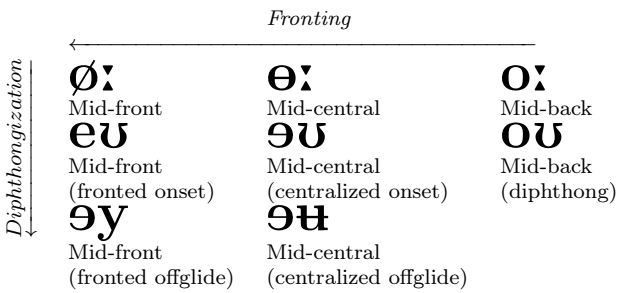 Fronting
Diphthongization
øː ɵː oː
Mid-front Mid-central Mid-back
eʊ ɘʊ oʊ
Mid-front Mid-central Mid-back
(fronted onset) (centralized onset) (diphthong)
ɘy ɘʉ
Mid-front Mid-central
(fronted offglide) (centralized offglide)